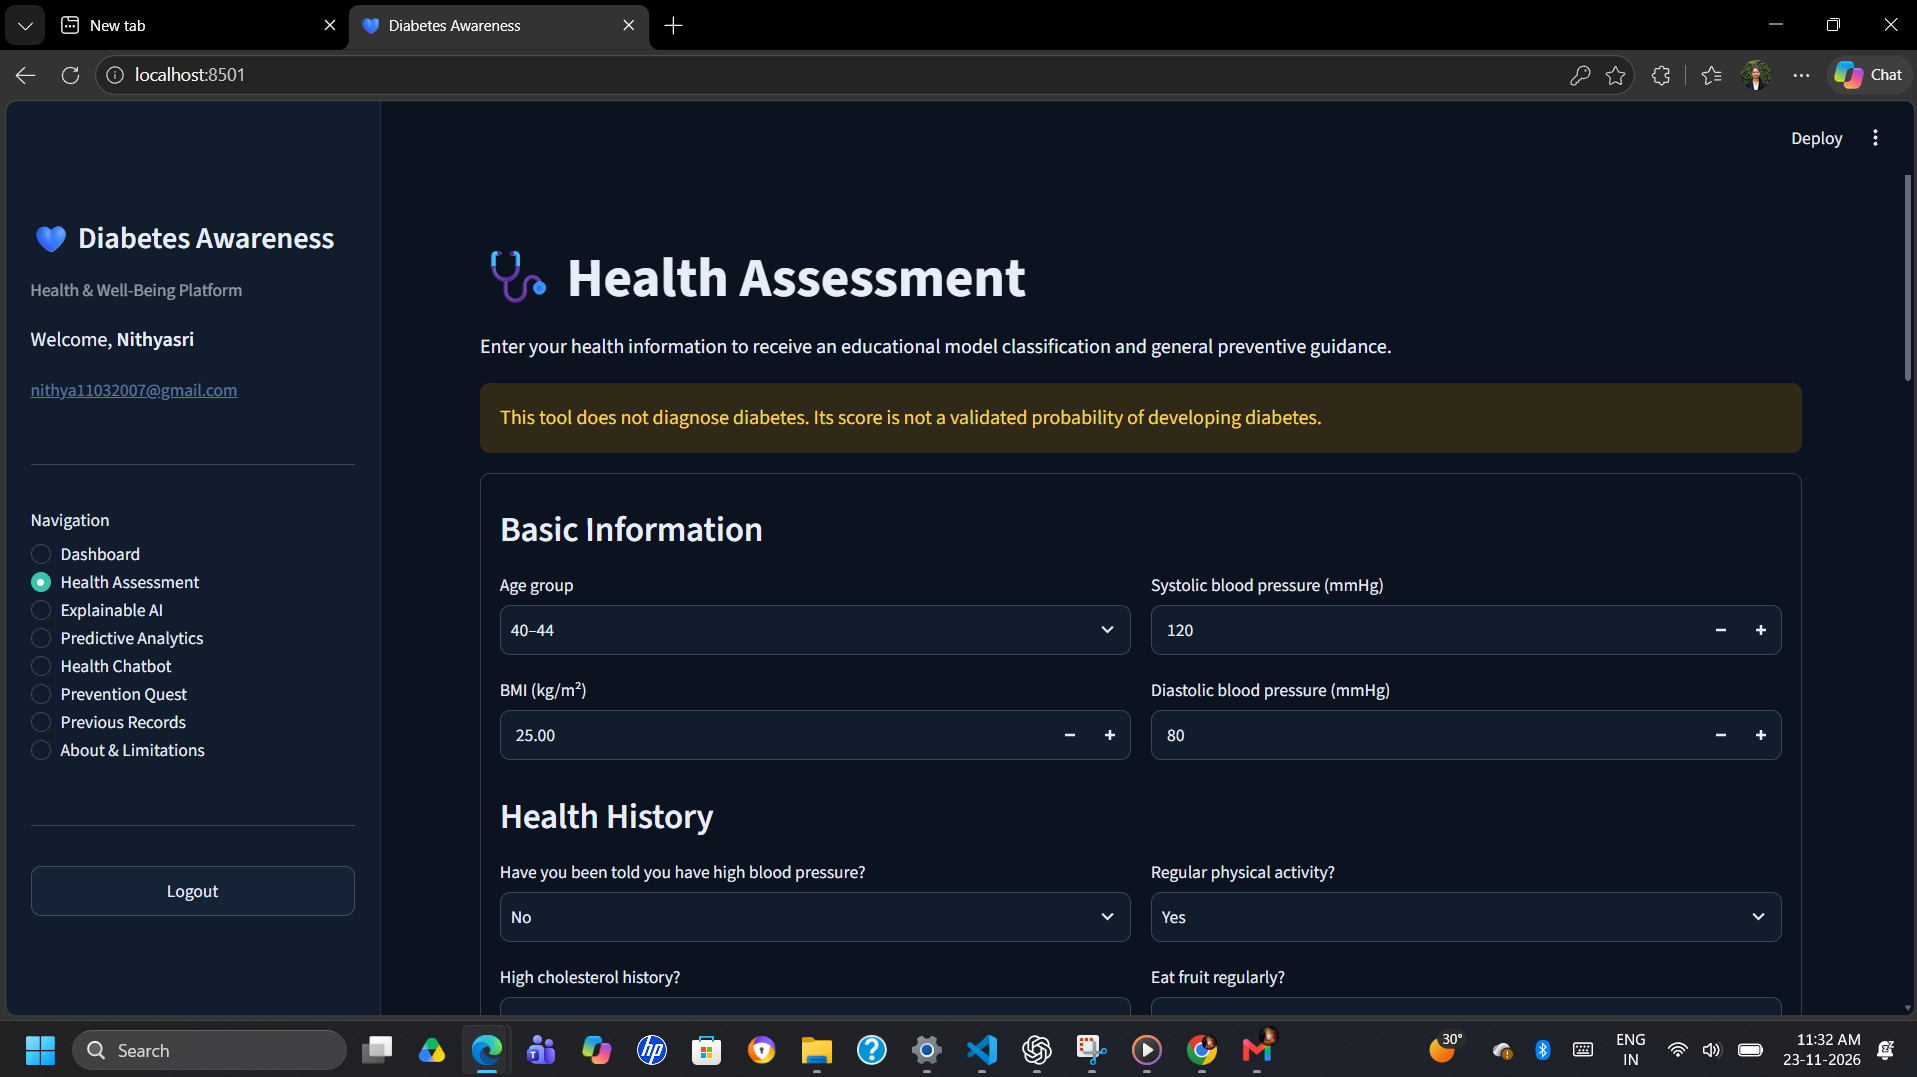 New tab
Diabetes Awareness
localhost:8501
Chat
Deploy
Diabetes Awareness
Health & Well-Being Platform
Welcome, Nithyasri
nithya11032007@gmail.com
Navigation
Dashboard
Health Assessment
Explainable AI
Predictive Analytics
Health Chatbot
Prevention Quest
Previous Records
About & Limitations
Logout
Health Assessment
Enter your health information to receive an educational model classification and general preventive guidance.
This tool does not diagnose diabetes. Its score is not a validated probability of developing diabetes.
Basic Information
Age group
40–44
Systolic blood pressure (mmHg)
120
BMI (kg/m²)
25.00
Diastolic blood pressure (mmHg)
80
Health History
Have you been told you have high blood pressure?
No
Regular physical activity?
Yes
High cholesterol history?
Eat fruit regularly?
Search
hp
30°
ENG
IN
11:32 AM
23-11-2026